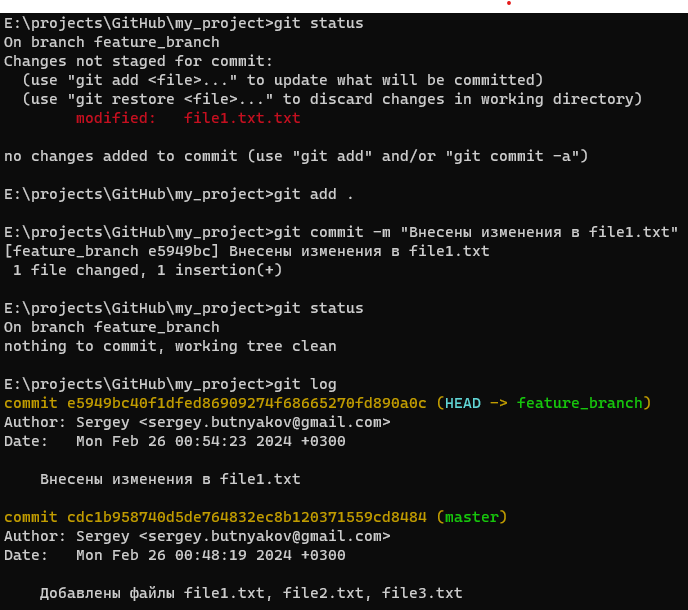 E:\projects\GitHub\my_project>git status
On branch feature_branch
Changes not staged for commit:
  (use "git add <file>..." to update what will be committed)
  (use "git restore <file>..." to discard changes in working directory)
        modified:   file1.txt.txt
no changes added to commit (use "git add" and/or "git commit -a")
E:\projects\GitHub\my_project>git add .
E:\projects\GitHub\my_project>git commit -m "Внесены изменения в file1.txt"
[feature_branch e5949bc] Внесены изменения в file1.txt
 1 file changed, 1 insertion(+)
E:\projects\GitHub\my_project>git status
On branch feature_branch
nothing to commit, working tree clean
E:\projects\GitHub\my_project>git log
commit e5949bc40f1dfed86909274f68665270fd890a0c (HEAD -> feature_branch)
Author: Sergey <sergey.butnyakov@gmail.com>
Date:   Mon Feb 26 00:54:23 2024 +0300
    Внесены изменения в file1.txt
commit cdc1b958740d5de764832ec8b120371559cd8484 (master)
Author: Sergey <sergey.butnyakov@gmail.com>
Date:   Mon Feb 26 00:48:19 2024 +0300
    Добавлены файлы file1.txt, file2.txt, file3.txt